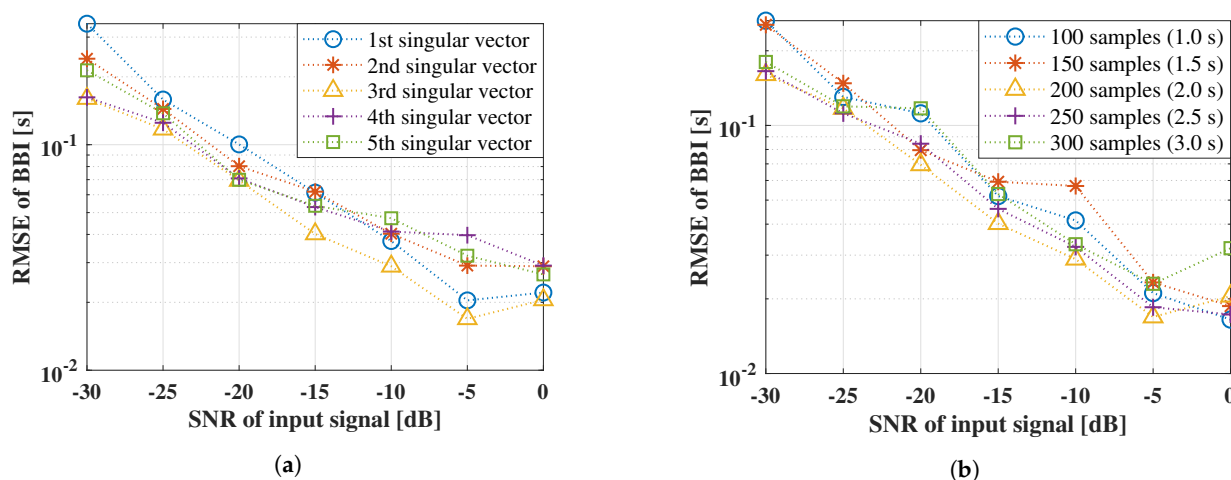 RMSE of BBI [s]
10^-1
10^-2
1st singular vector
2nd singular vector
3rd singular vector
4th singular vector
5th singular vector
-30 -25 -20 -15 -10 -5 0
SNR of input signal [dB]
(a)
RMSE of BBI [s]
10^-1
10^-2
100 samples (1.0 s)
150 samples (1.5 s)
200 samples (2.0 s)
250 samples (2.5 s)
300 samples (3.0 s)
-30 -25 -20 -15 -10 -5 0
SNR of input signal [dB]
(b)